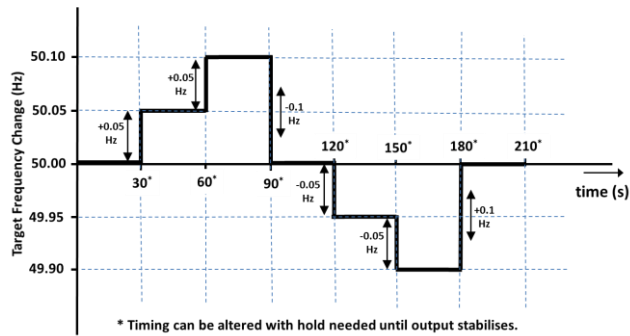 Target Frequency Change (Hz)
50.10
50.05
50.00
49.95
49.90
+0.05
Hz
+0.05
Hz
-0.1
Hz
30*
60*
90*
120*
150*
180*
210*
time (s)
-0.05
Hz
-0.05
Hz
+0.1
Hz
* Timing can be altered with hold needed until output stabilises.